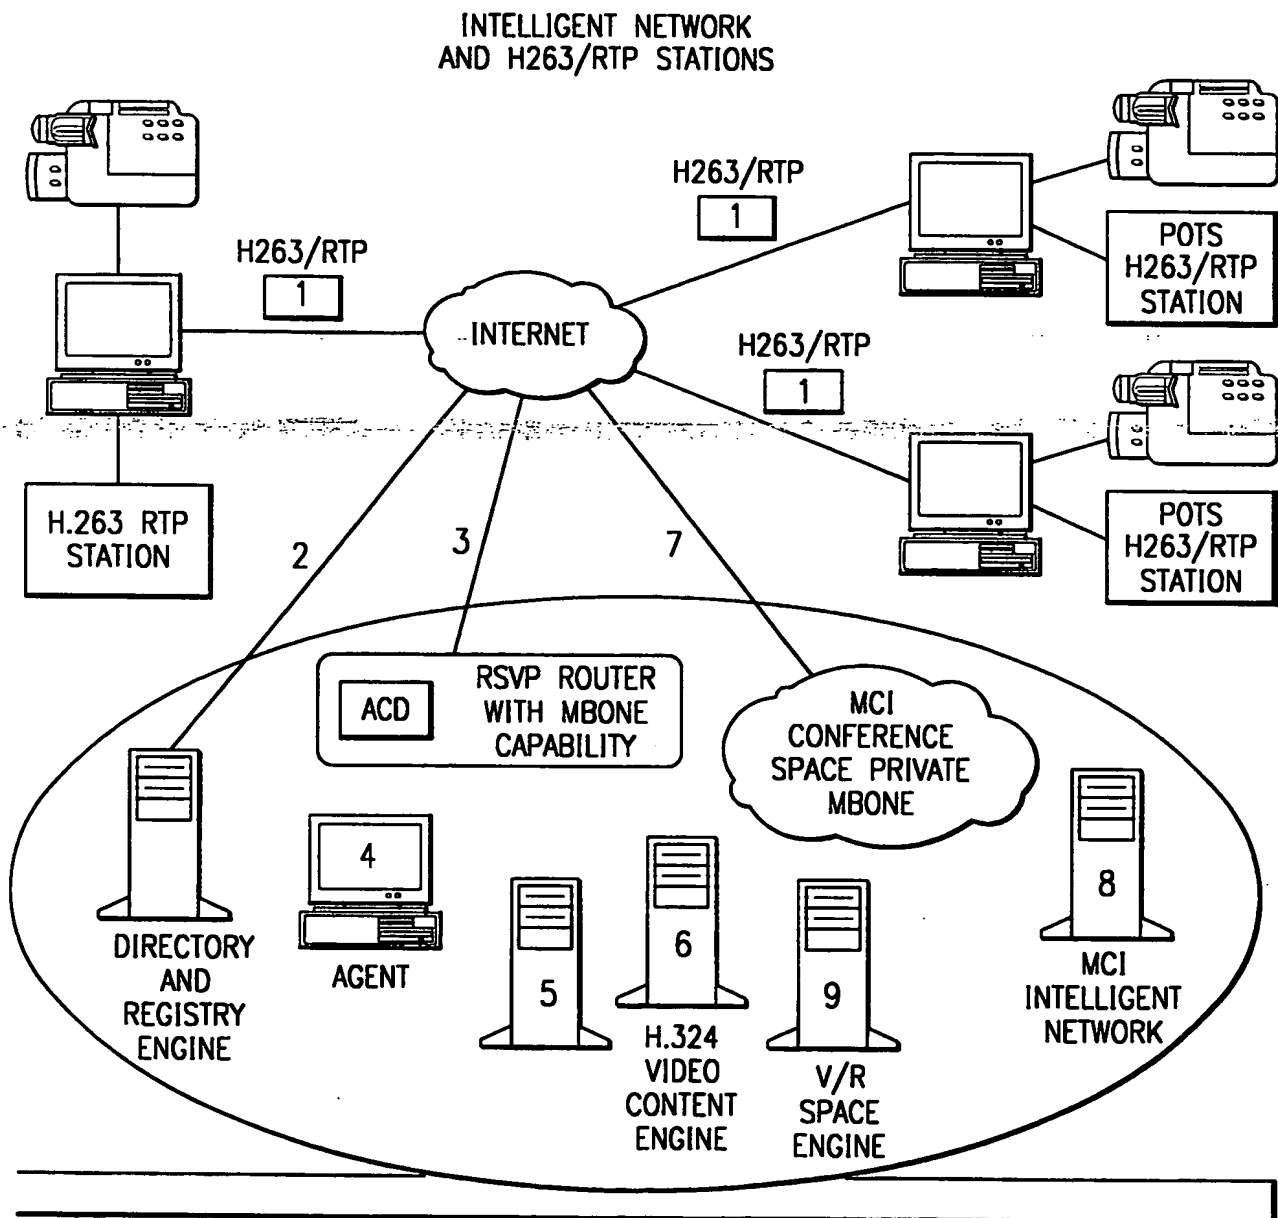 INTELLIGENT NETWORK
AND H263/RTP STATIONS
H263/RTP
1
H263/RTP
1
POTS
H263/RTP
STATION
INTERNET
H263/RTP
1
H.263 RTP
STATION
POTS
H263/RTP
STATION
2
3
7
ACD
RSVP ROUTER
WITH MBONE
CAPABILITY
MCI
CONFERENCE
SPACE PRIVATE
MBONE
4
8
5
6
9
DIRECTORY
AND
REGISTRY
ENGINE
AGENT
H.324
VIDEO
CONTENT
ENGINE
V/R
SPACE
ENGINE
MCI
INTELLIGENT
NETWORK